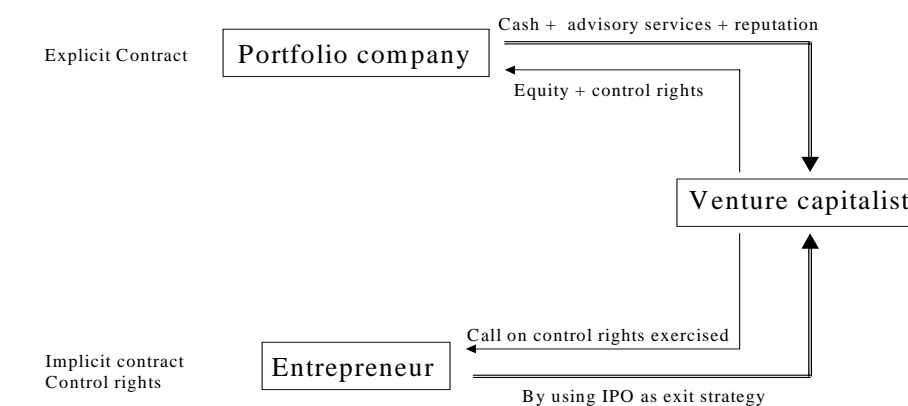 Cash + advisory services + reputation
Explicit Contract
Portfolio company
Equity + control rights
Venture capitalist
Call on control rights exercised
Implicit contract
Control rights
Entrepreneur
By using IPO as exit strategy